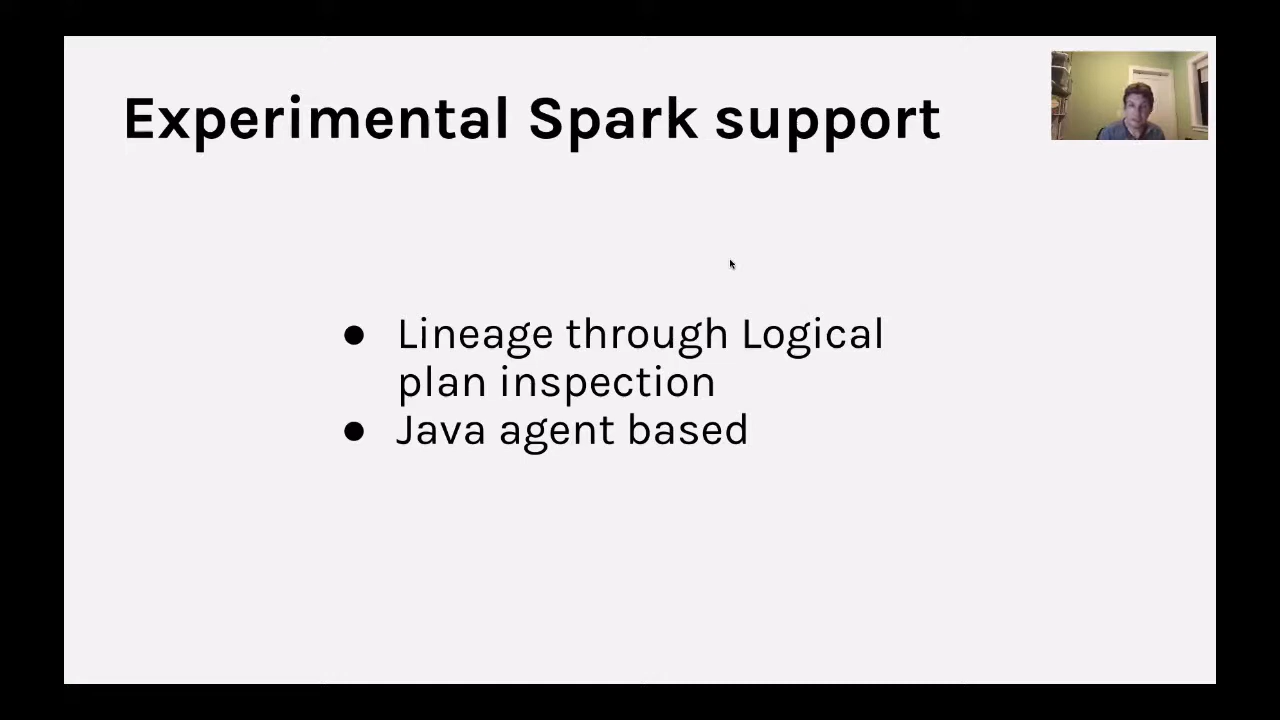 Experimental Spark support
● Lineage through Logical
plan inspection
● Java agent based